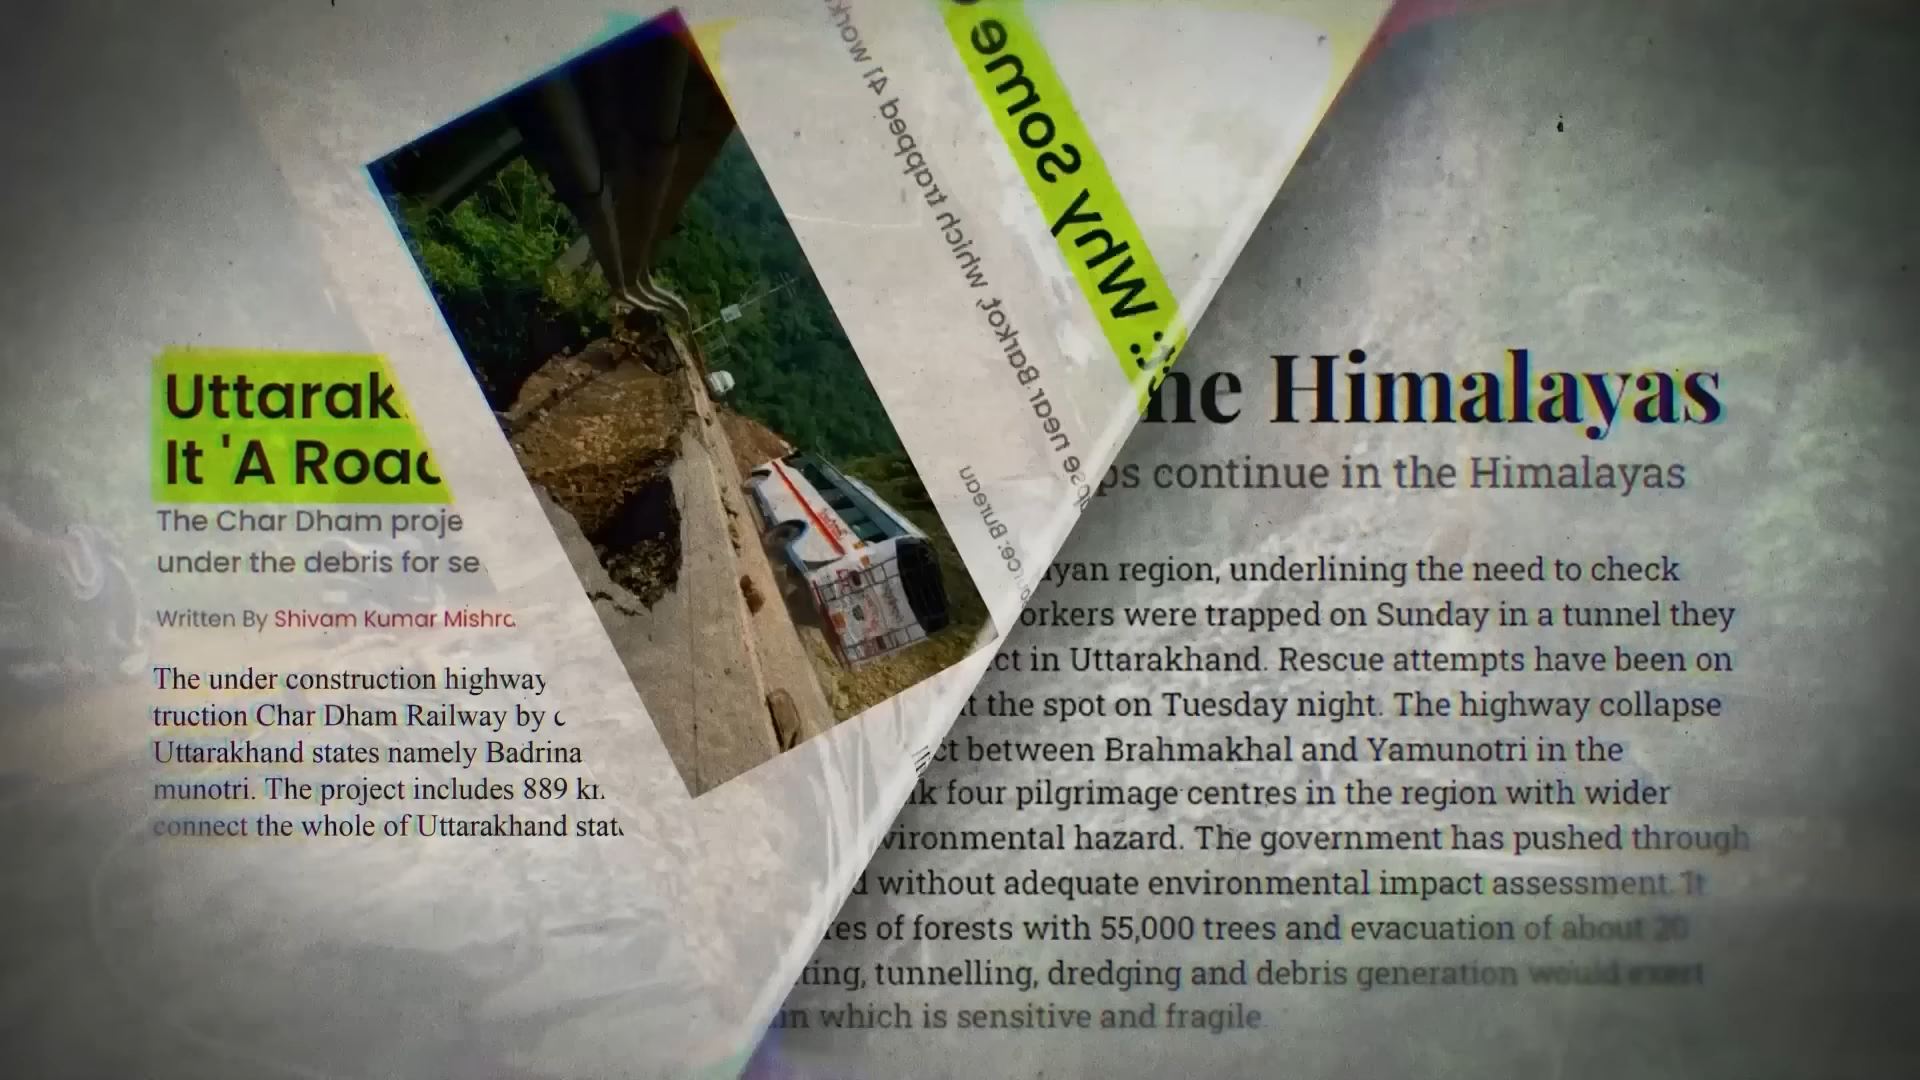 Uttarak
It 'A Road
The Char Dham proje
under the debris for se
Written By Shivam Kumar Mishra
The under construction highway
truction Char Dham Railway by
Uttarakhand states namely Badrina
munotri. The project includes 889
connect the whole of Uttarakhand state
: Why Some
near Barkot, which trapped 41 work
Bureau
he Himalayas
ps continue in the Himalayas
yan region, underlining the need to check
orkers were trapped on Sunday in a tunnel they
ct in Uttarakhand. Rescue attempts have been on
t the spot on Tuesday night. The highway collapse
ct between Brahmakhal and Yamunotri in the
four pilgrimage centres in the region with wider
vironmental hazard. The government has pushed through
without adequate environmental impact assessment. It
res of forests with 55,000 trees and evacuation of about 20
ting, tunnelling, dredging and debris generation would exert
in which is sensitive and fragile